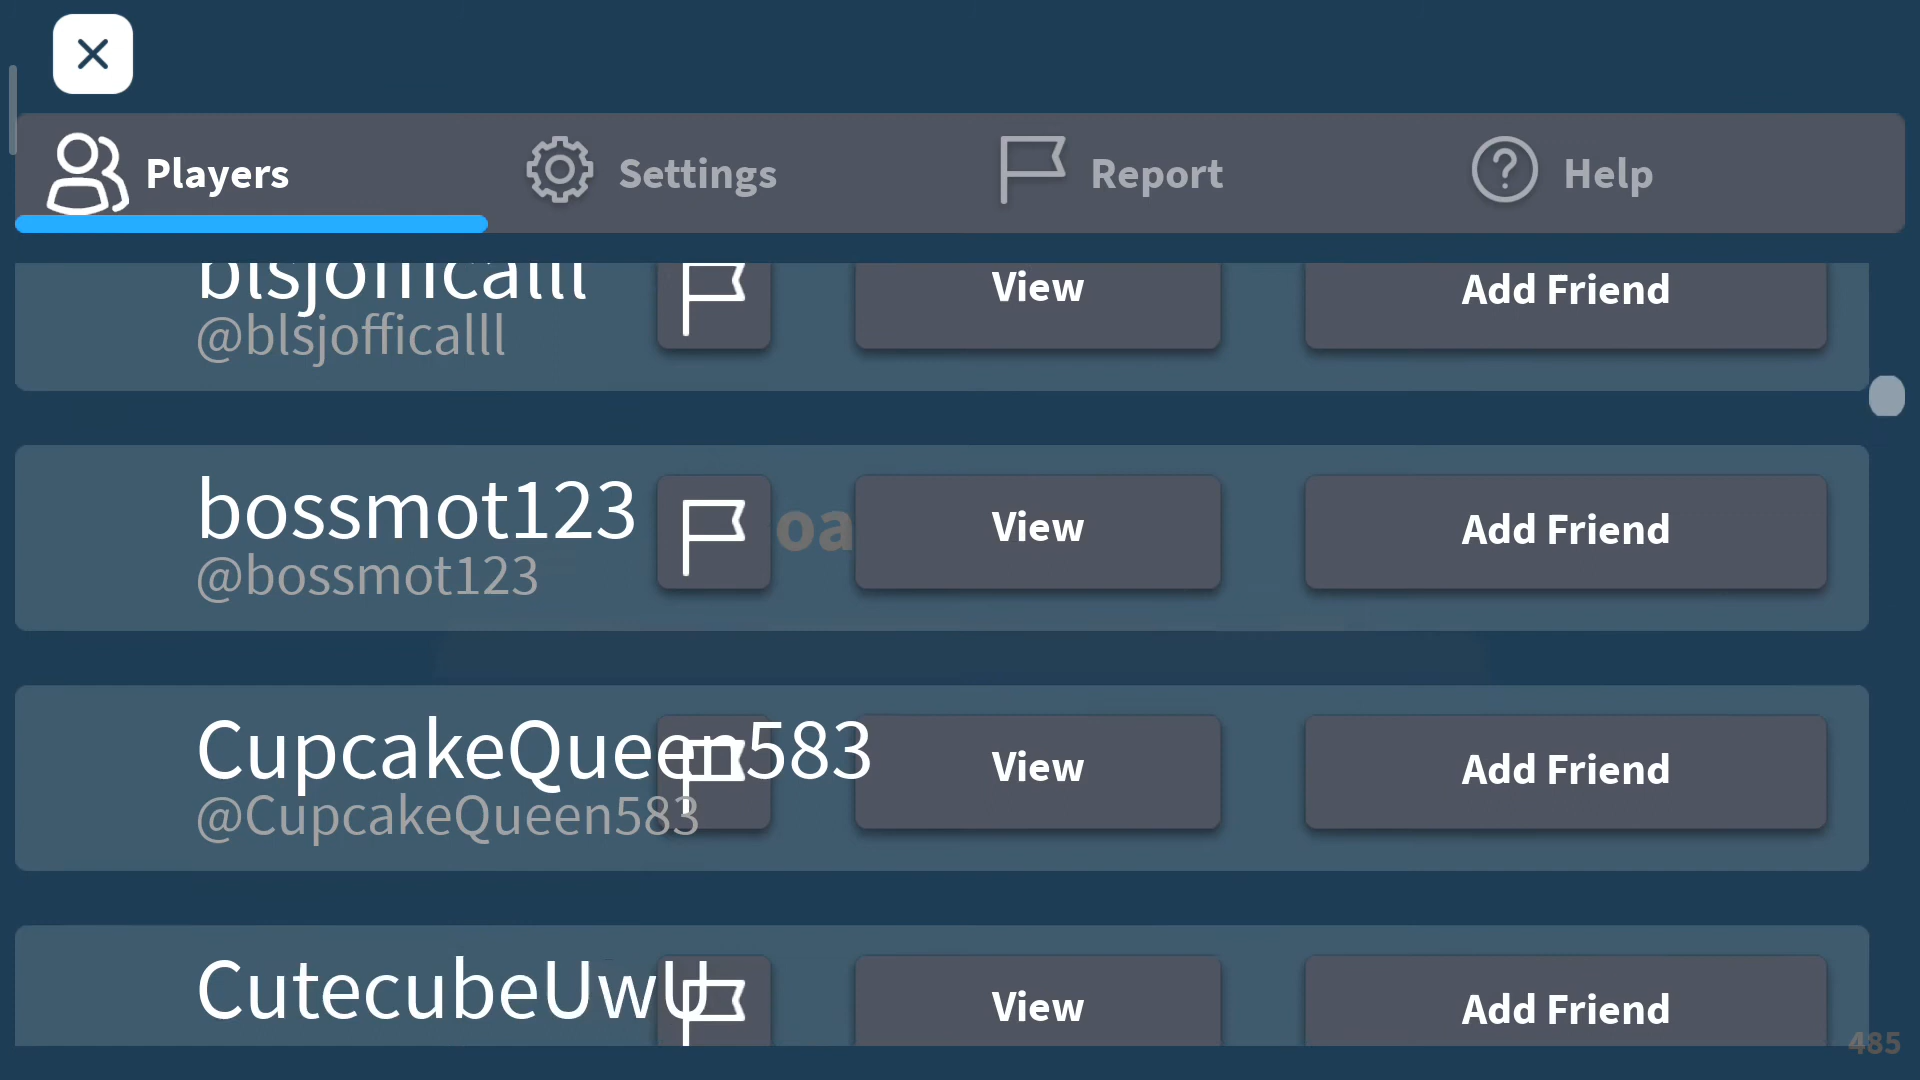 Players Settings Report Help
blsjofficalll View Add Friend
@blsjofficalll
bossmot123 View Add Friend
@bossmot123
CupcakeQueen583 View Add Friend
@CupcakeQueen583
CutecubeUwU View Add Friend
485